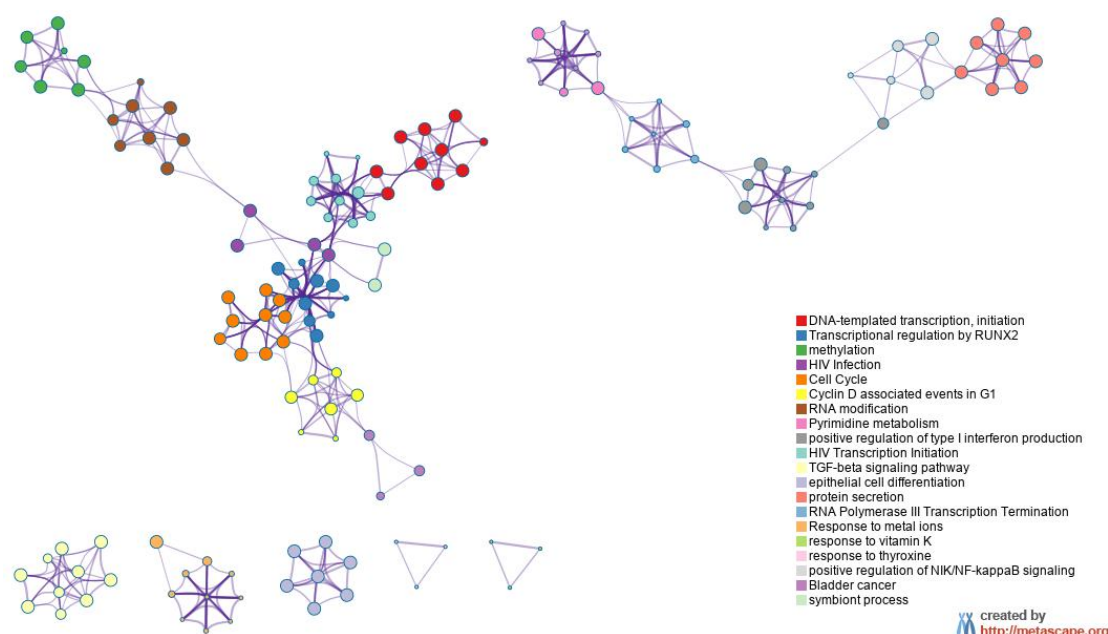 DNA-templated transcription, initiation
Transcriptional regulation by RUNX2
methylation
HIV Infection
Cell Cycle
Cyclin D associated events in G1
RNA modification
Pyrimidine metabolism
positive regulation of type I interferon production
HIV Transcription Initiation
TGF-beta signaling pathway
epithelial cell differentiation
protein secretion
RNA Polymerase III Transcription Termination
Response to metal ions
response to vitamin K
response to thyroxine
positive regulation of NIK/NF-kappaB signaling
Bladder cancer
symbiont process
created by
http://metascape.org